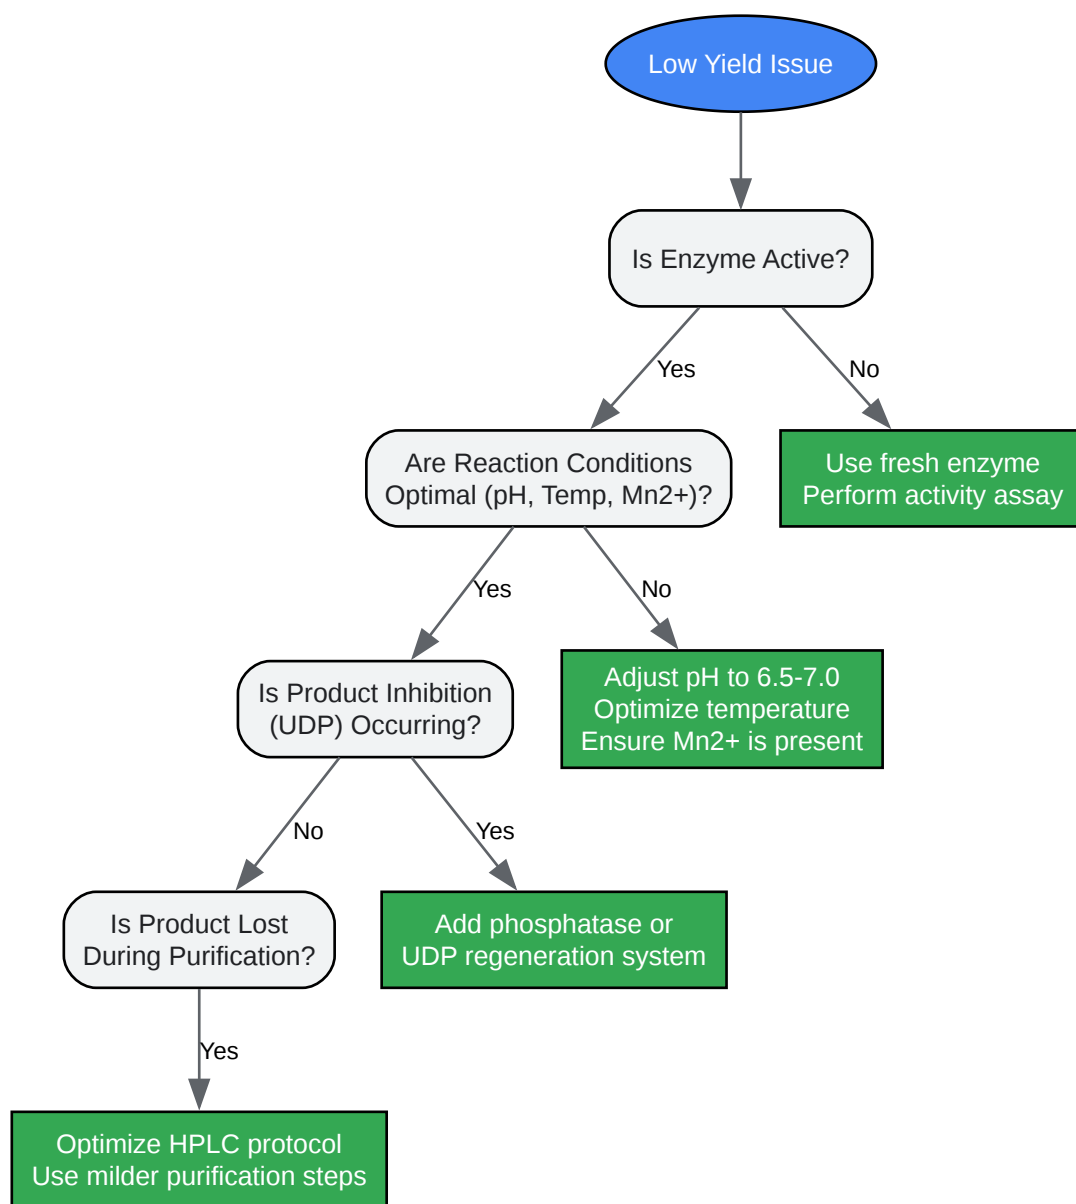 Low Yield Issue
Is Enzyme Active?
Yes
No
Are Reaction Conditions
Optimal (pH, Temp, Mn2+)?
Use fresh enzyme
Perform activity assay
Yes
No
Is Product Inhibition
(UDP) Occurring?
Adjust pH to 6.5-7.0
Optimize temperature
Ensure Mn2+ is present
No
Yes
Is Product Lost
During Purification?
Add phosphatase or
UDP regeneration system
Yes
Optimize HPLC protocol
Use milder purification steps